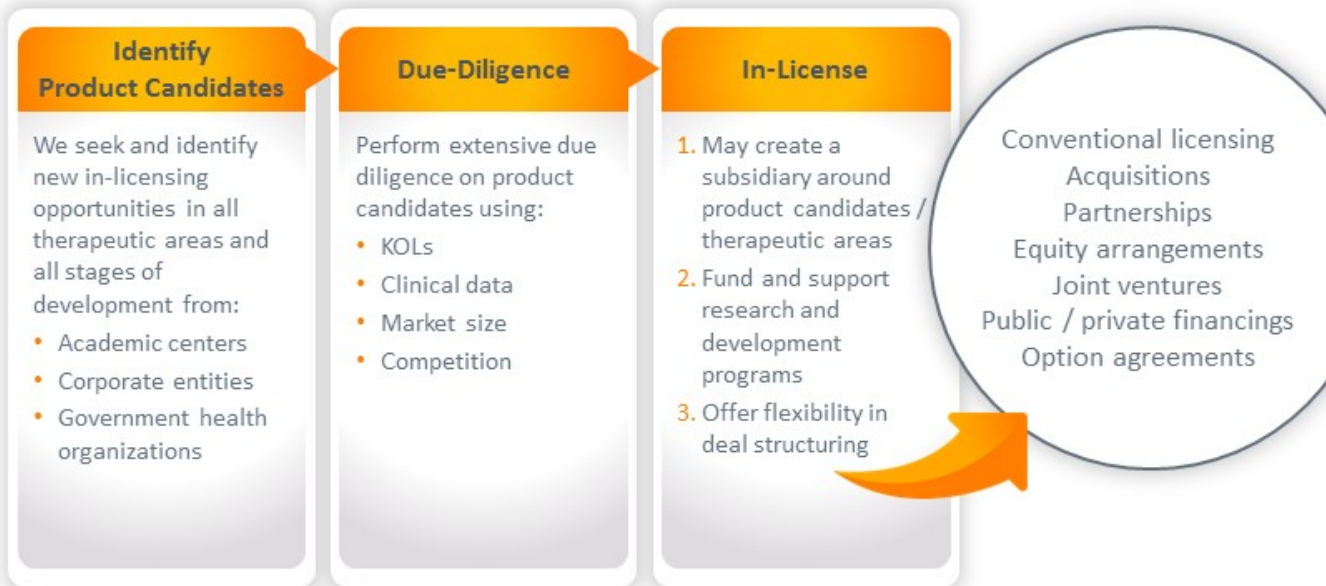 Identify
Product Candidates
We seek and identify
new in-licensing
opportunities in all
therapeutic areas and
all stages of
development from:
• Academic centers
• Corporate entities
• Government health
organizations
Due-Diligence
Perform extensive due
diligence on product
candidates using:
• KOLs
• Clinical data
• Market size
• Competition
In-License
1. May create a
subsidiary around
product candidates /
therapeutic areas
2. Fund and support
research and
development
programs
3. Offer flexibility in
deal structuring
Conventional licensing
Acquisitions
Partnerships
Equity arrangements
Joint ventures
Public / private financings
Option agreements